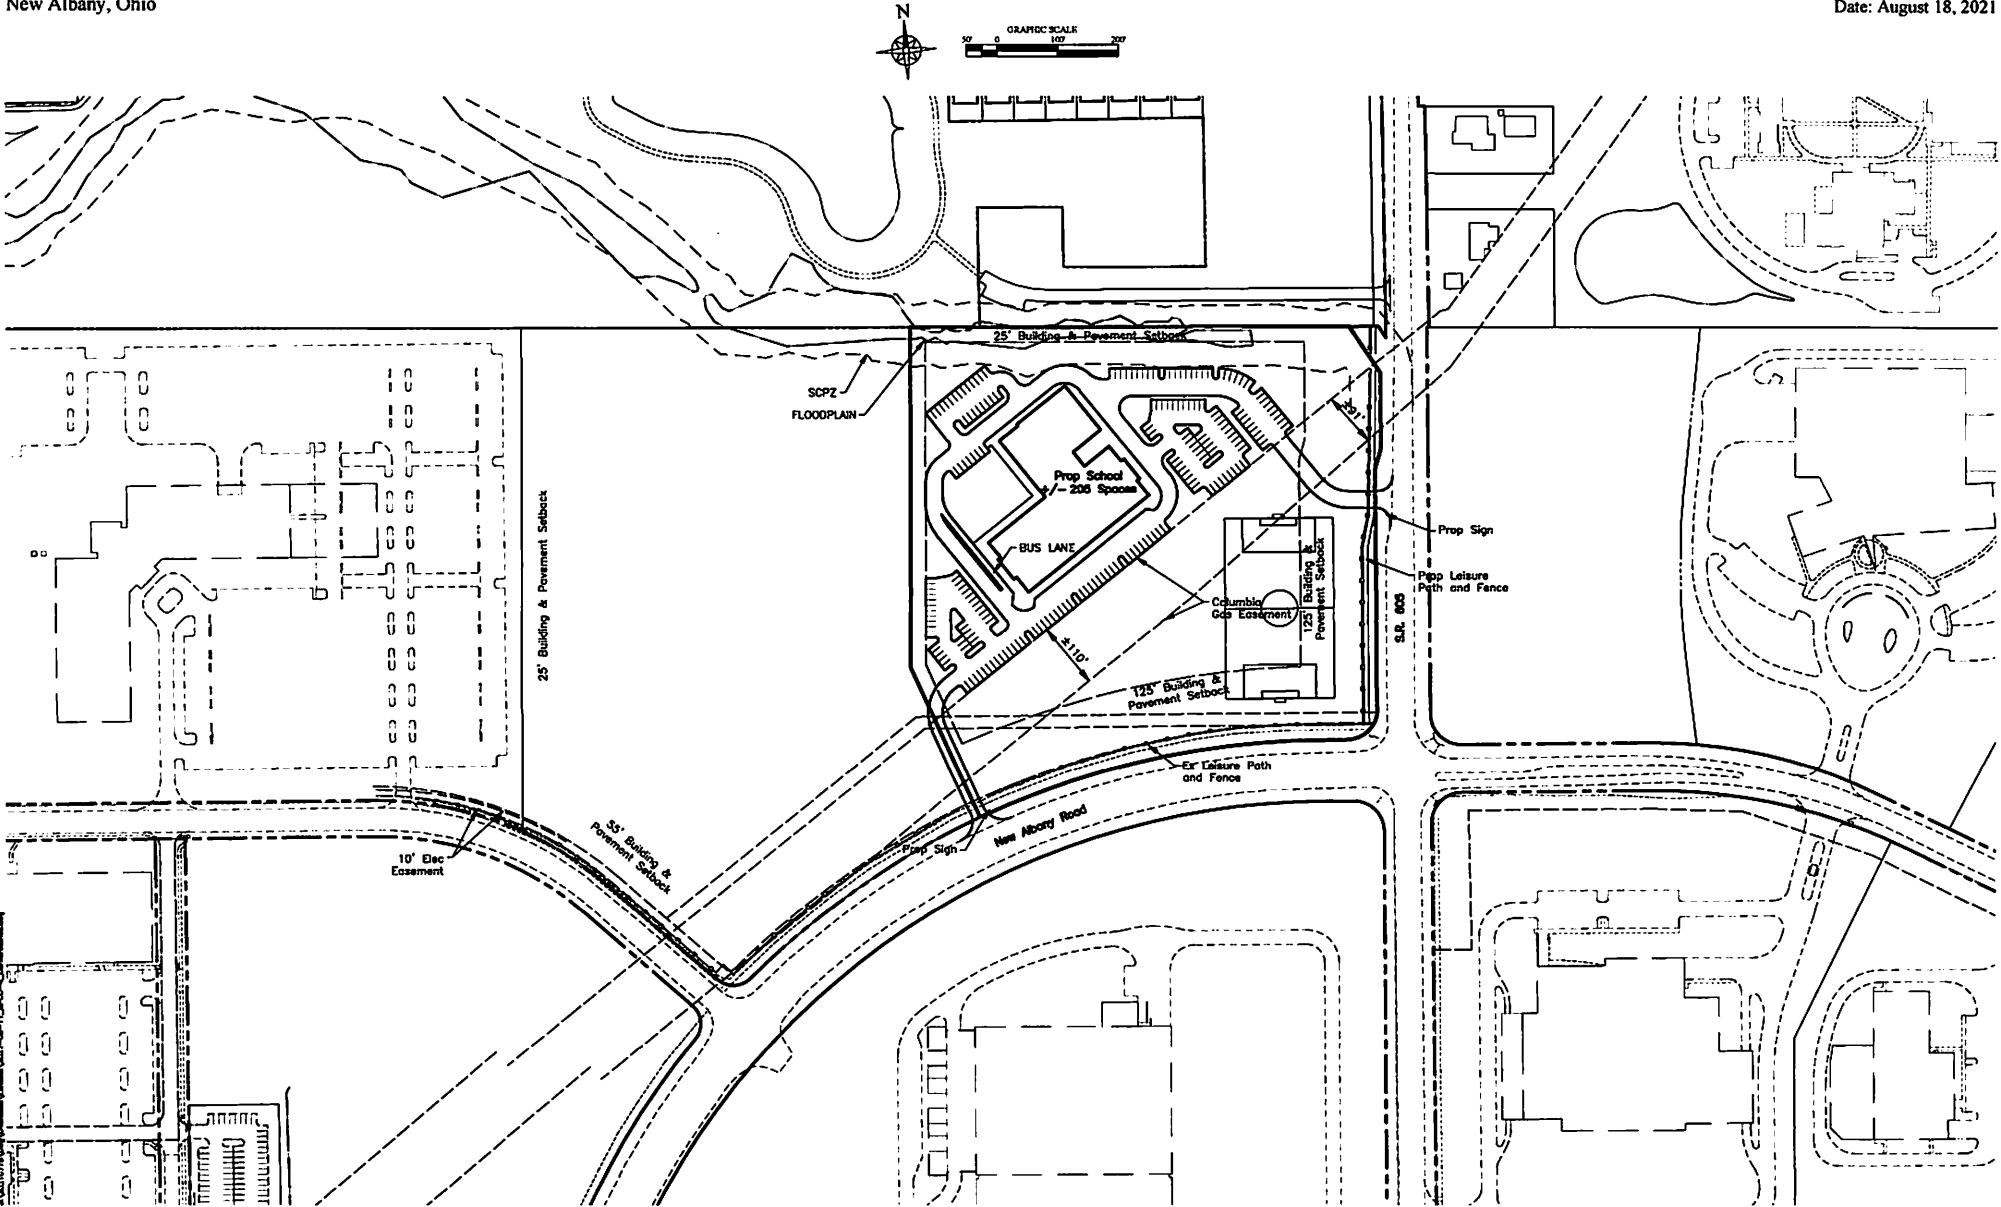 New Albany, Ohio
Date: August 18, 2021
N
GRAPHIC SCALE
50' 0 100' 200'
25' Building & Pavement Setback
SCPZ
FLOODPLAIN
±91'
Prop School
+/- 206 Spaces
Prop Sign
BUS LANE
25' Building & Pavement Setback
125' Building &
Pavement Setback
Prop Leisure
Path and Fence
Columbia
Gas Easement
S.R. 605
±110'
125' Building &
Pavement Setback
Ex Leisure Path
and Fence
New Albany Road
Prop Sign
55' Building &
Pavement Setback
10' Elec
Easement